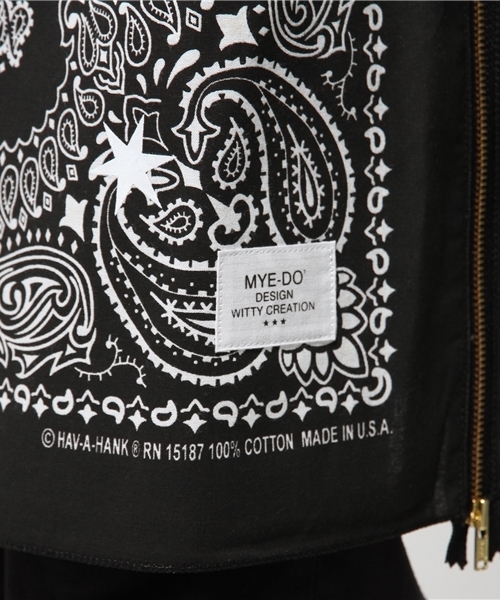 MYE-DO'
DESIGN
WITTY CREATION
★★★
© HAV-A-HANK ® RN 15187 100% COTTON MADE IN U.S.A.